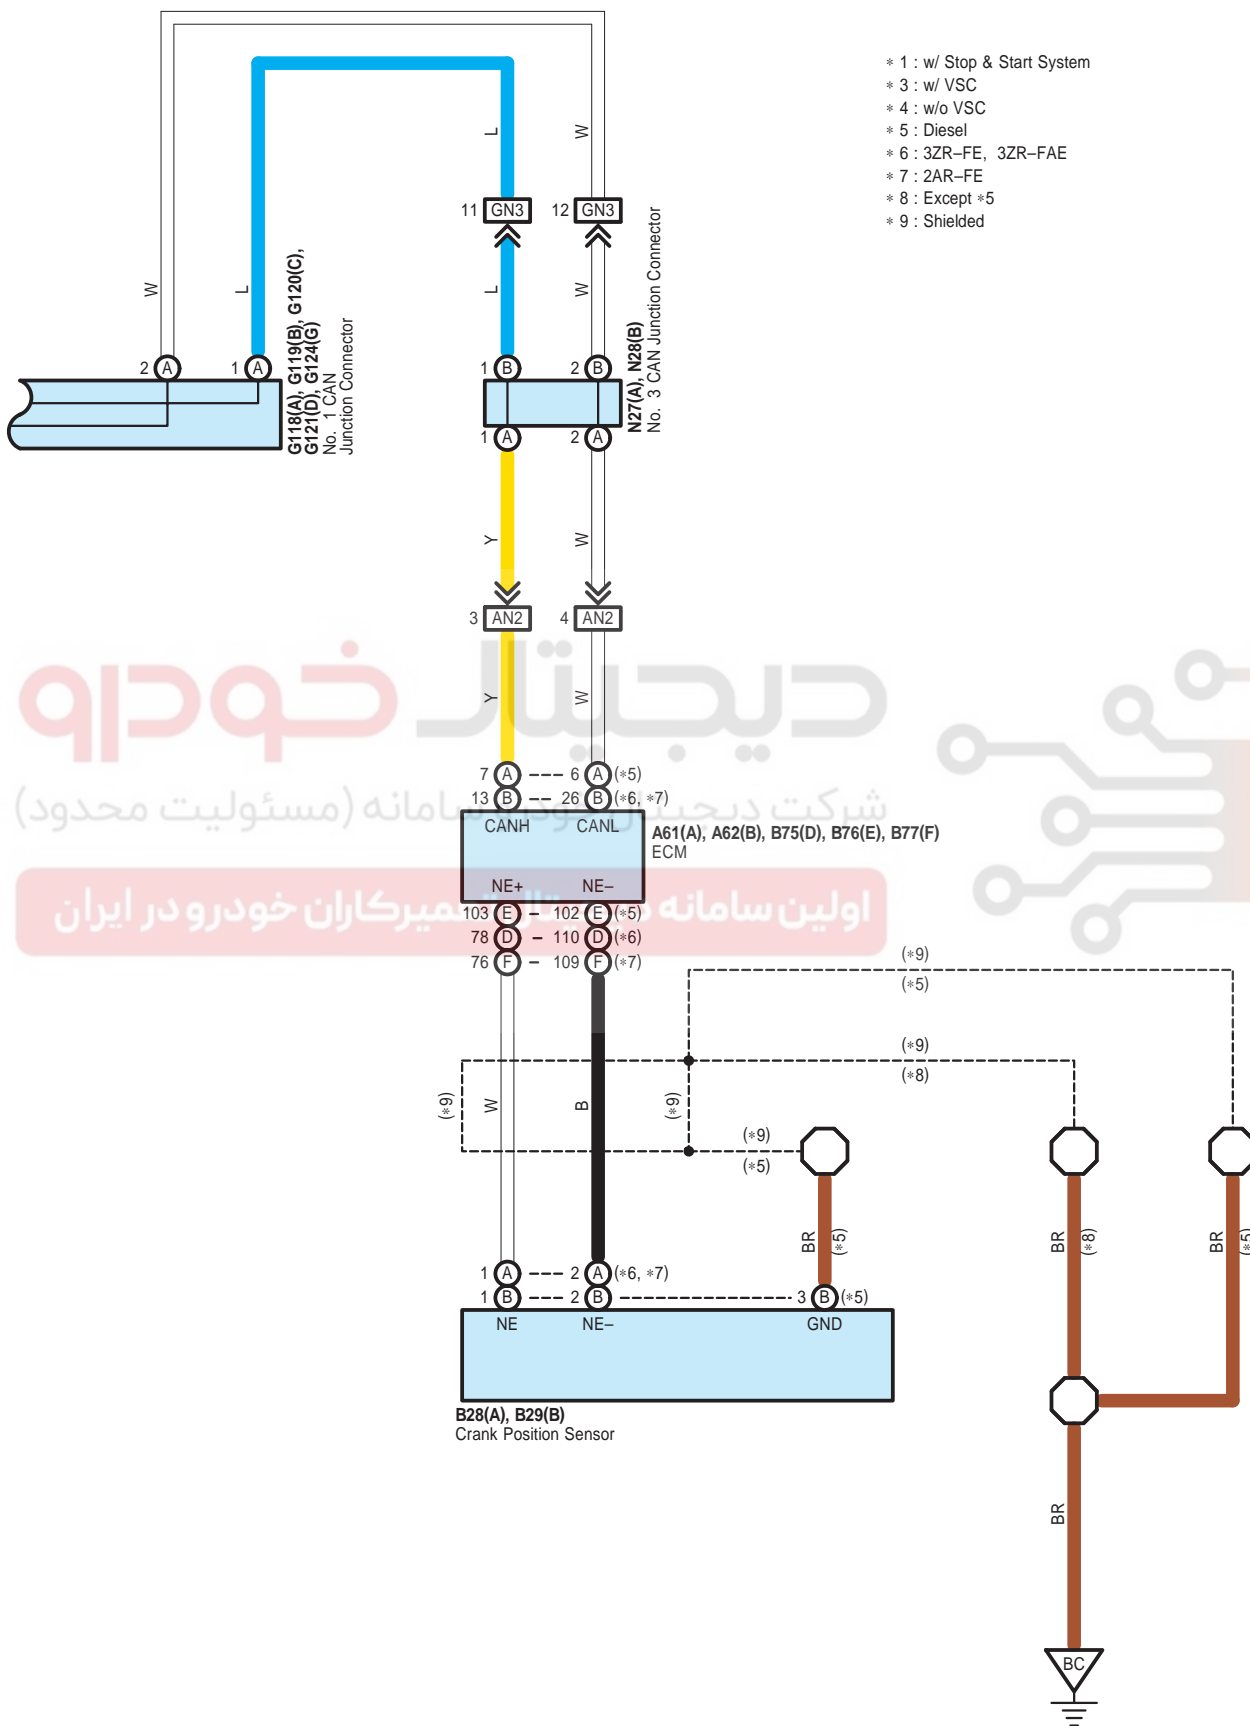 * 1 : w/ Stop & Start System
* 3 : w/ VSC
* 4 : w/o VSC
* 5 : Diesel
* 6 : 3ZR–FE, 3ZR–FAE
* 7 : 2AR–FE
* 8 : Except *5
* 9 : Shielded
L
W
11 GN3
12 GN3
W
L
L
W
2 A
1 A
1 B
2 B
G118(A), G119(B), G120(C),
G121(D), G124(G)
No. 1 CAN
Junction Connector
N27(A), N28(B)
No. 3 CAN Junction Connector
1 A
2 A
Y
W
3 AN2
4 AN2
دیجیتال خودرو
Y
W
شرکت دیجیتال خودرو سامانه (مسئولیت محدود)
7 A
6 A (*5)
13 B
26 B (*6, *7)
CANH
CANL
A61(A), A62(B), B75(D), B76(E), B77(F)
ECM
NE+
NE–
اولین سامانه دیجیتال تعمیرکاران خودرو در ایران
103 E – 102 E (*5)
78 D – 110 D (*6)
76 F – 109 F (*7)
(*9)
(*5)
(*9)
(*8)
(*9)
W
B
(*9)
(*9)
(*5)
BR
(*5)
BR
(*8)
BR
(*5)
1 A
2 A (*6, *7)
1 B
2 B
3 B (*5)
NE
NE–
GND
B28(A), B29(B)
Crank Position Sensor
BR
BC